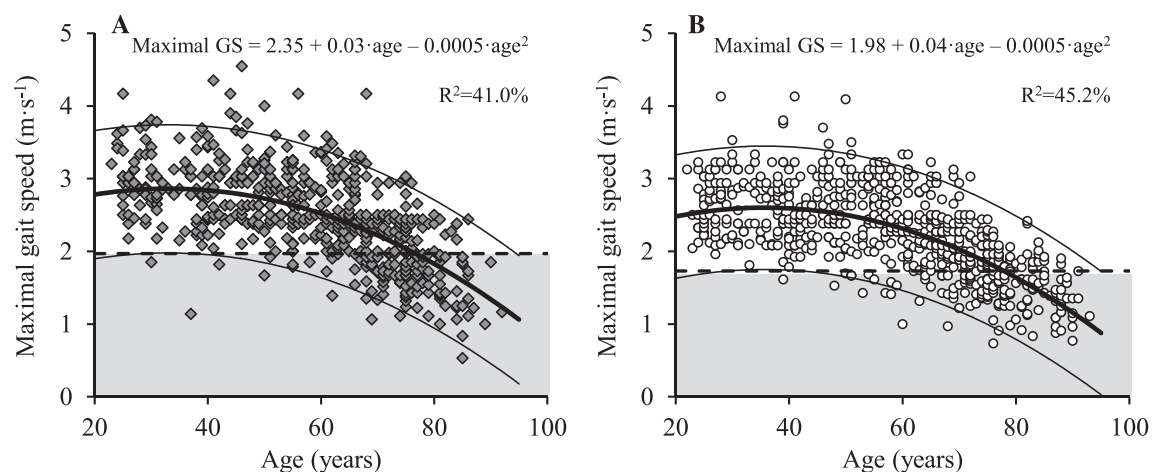 A
Maximal GS = 2.35 + 0.03·age – 0.0005·age²
R²=41.0%
Maximal gait speed (m·s⁻¹)
5
4
3
2
1
0
20 40 60 80 100
Age (years)
B
Maximal GS = 1.98 + 0.04·age – 0.0005·age²
R²=45.2%
Maximal gait speed (m·s⁻¹)
5
4
3
2
1
0
20 40 60 80 100
Age (years)